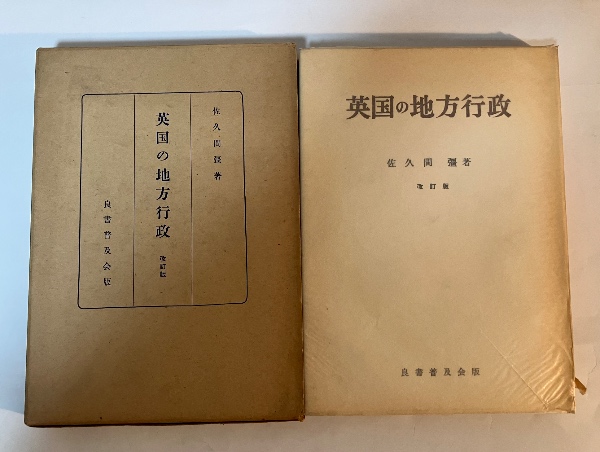 佐久間彊著
英国の地方行政 改訂版
良書普及会版
英国の地方行政
佐久間 彊著
改訂版
良書普及会版